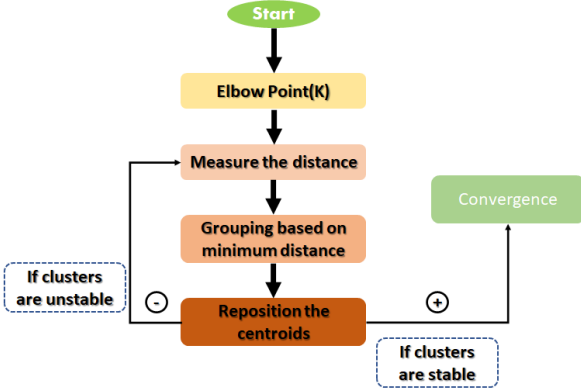 Start
Elbow Point(K)
Measure the distance
Convergence
Grouping based on
minimum distance
If clusters
are unstable
-
+
Reposition the
centroids
If clusters
are stable